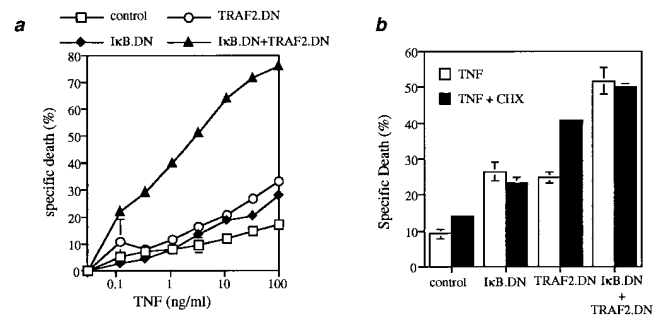 a
control
TRAF2.DN
IκB.DN
IκB.DN+TRAF2.DN
80
70
60
50
40
30
20
10
0
specific death (%)
0.1
1
10
100
TNF (ng/ml)
b
60
50
40
30
20
10
0
Specific Death (%)
TNF
TNF + CHX
control
IκB.DN
TRAF2.DN
IκB.DN
+
TRAF2.DN